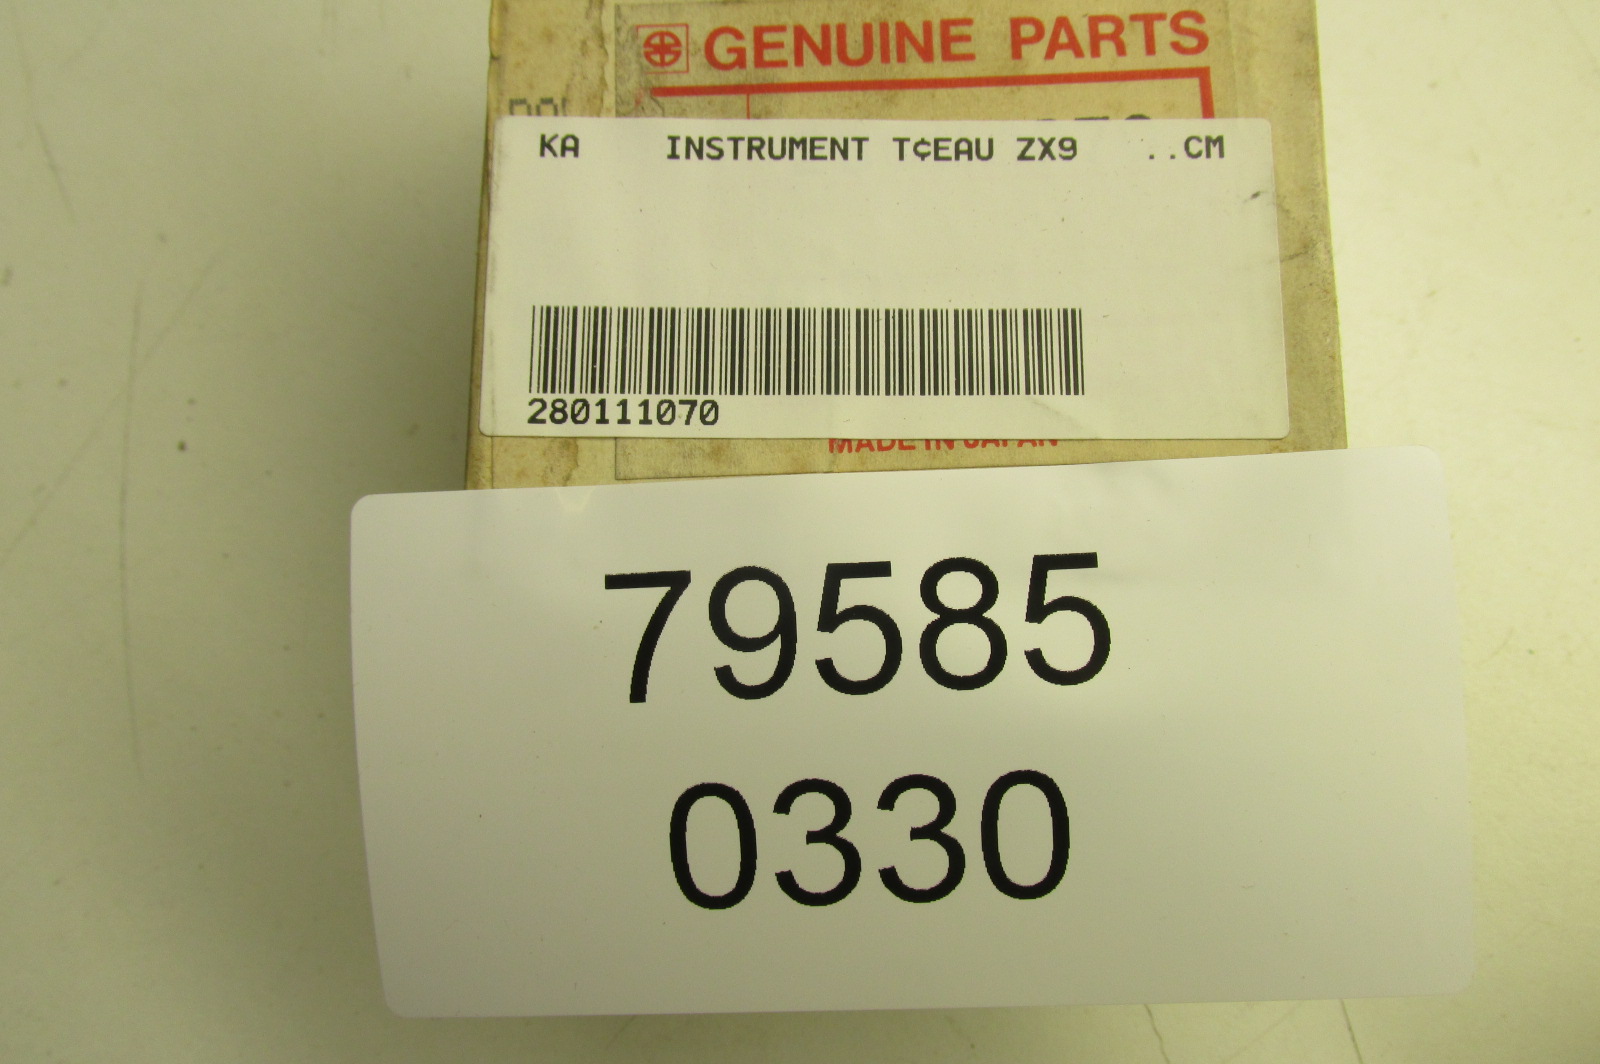 GENUINE PARTS
KA INSTRUMENT T¢EAU ZX9 ..CM
280111070
MADE IN JAPAN
79585
0330